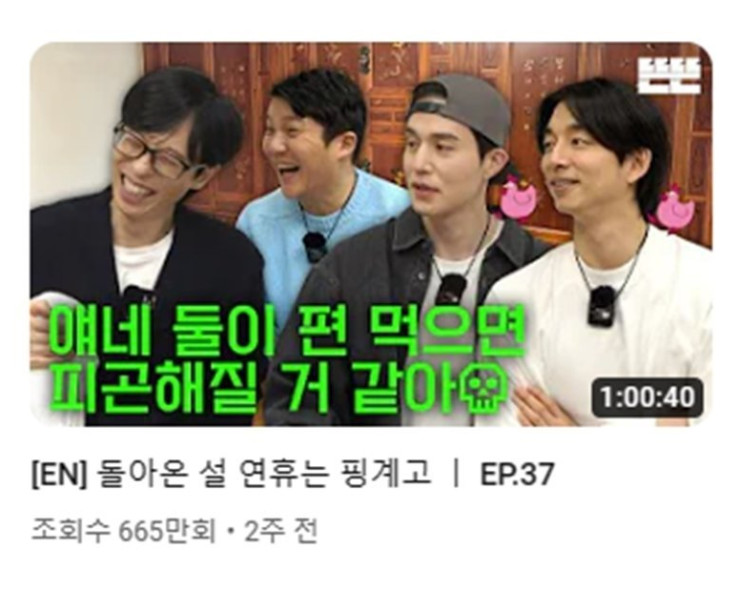 뜬뜬
얘네 둘이 편 먹으면
피곤해질 거 같아
1:00:40
[EN] 돌아온 설 연휴는 핑계고 ㅣ EP.37
조회수 665만회 • 2주 전